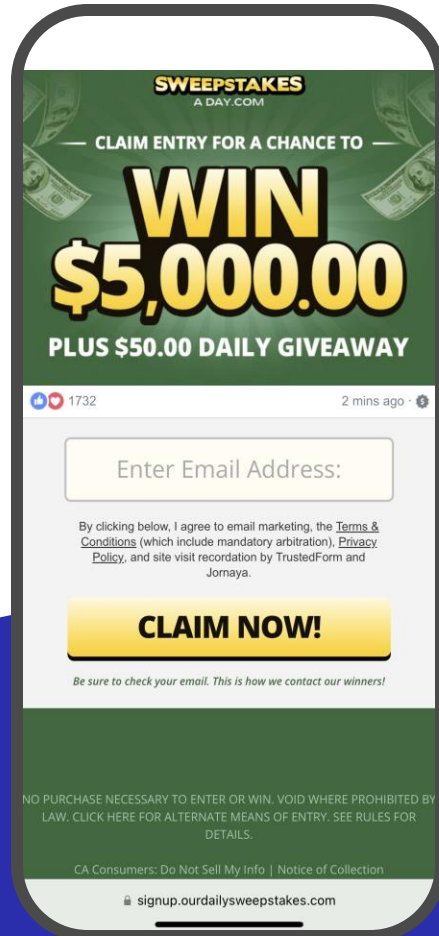 SWEEPSTAKES
A DAY.COM
CLAIM ENTRY FOR A CHANCE TO
WIN
$5,000.00
PLUS $50.00 DAILY GIVEAWAY
1732 2 mins ago ·
Enter Email Address:
By clicking below, I agree to email marketing, the Terms &
Conditions (which include mandatory arbitration), Privacy
Policy, and site visit recordation by TrustedForm and
Jornaya.
CLAIM NOW!
Be sure to check your email. This is how we contact our winners!
NO PURCHASE NECESSARY TO ENTER OR WIN. VOID WHERE PROHIBITED BY
LAW. CLICK HERE FOR ALTERNATE MEANS OF ENTRY. SEE RULES FOR
DETAILS.
CA Consumers: Do Not Sell My Info | Notice of Collection
signup.ourdailysweepstakes.com